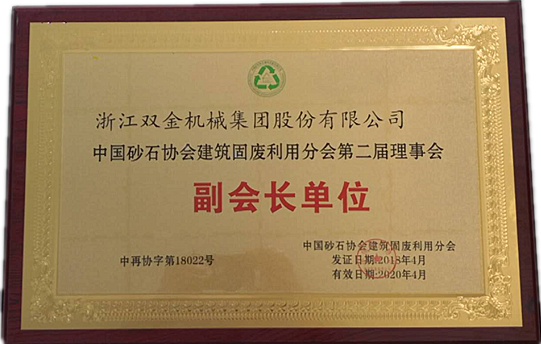 浙江双金机械集团股份有限公司
中国砂石协会建筑固废利用分会第二届理事会
副会长单位
中再协字第18022号
中国砂石协会建筑固废利用分会
发证日期:2018年4月
有效日期:2020年4月